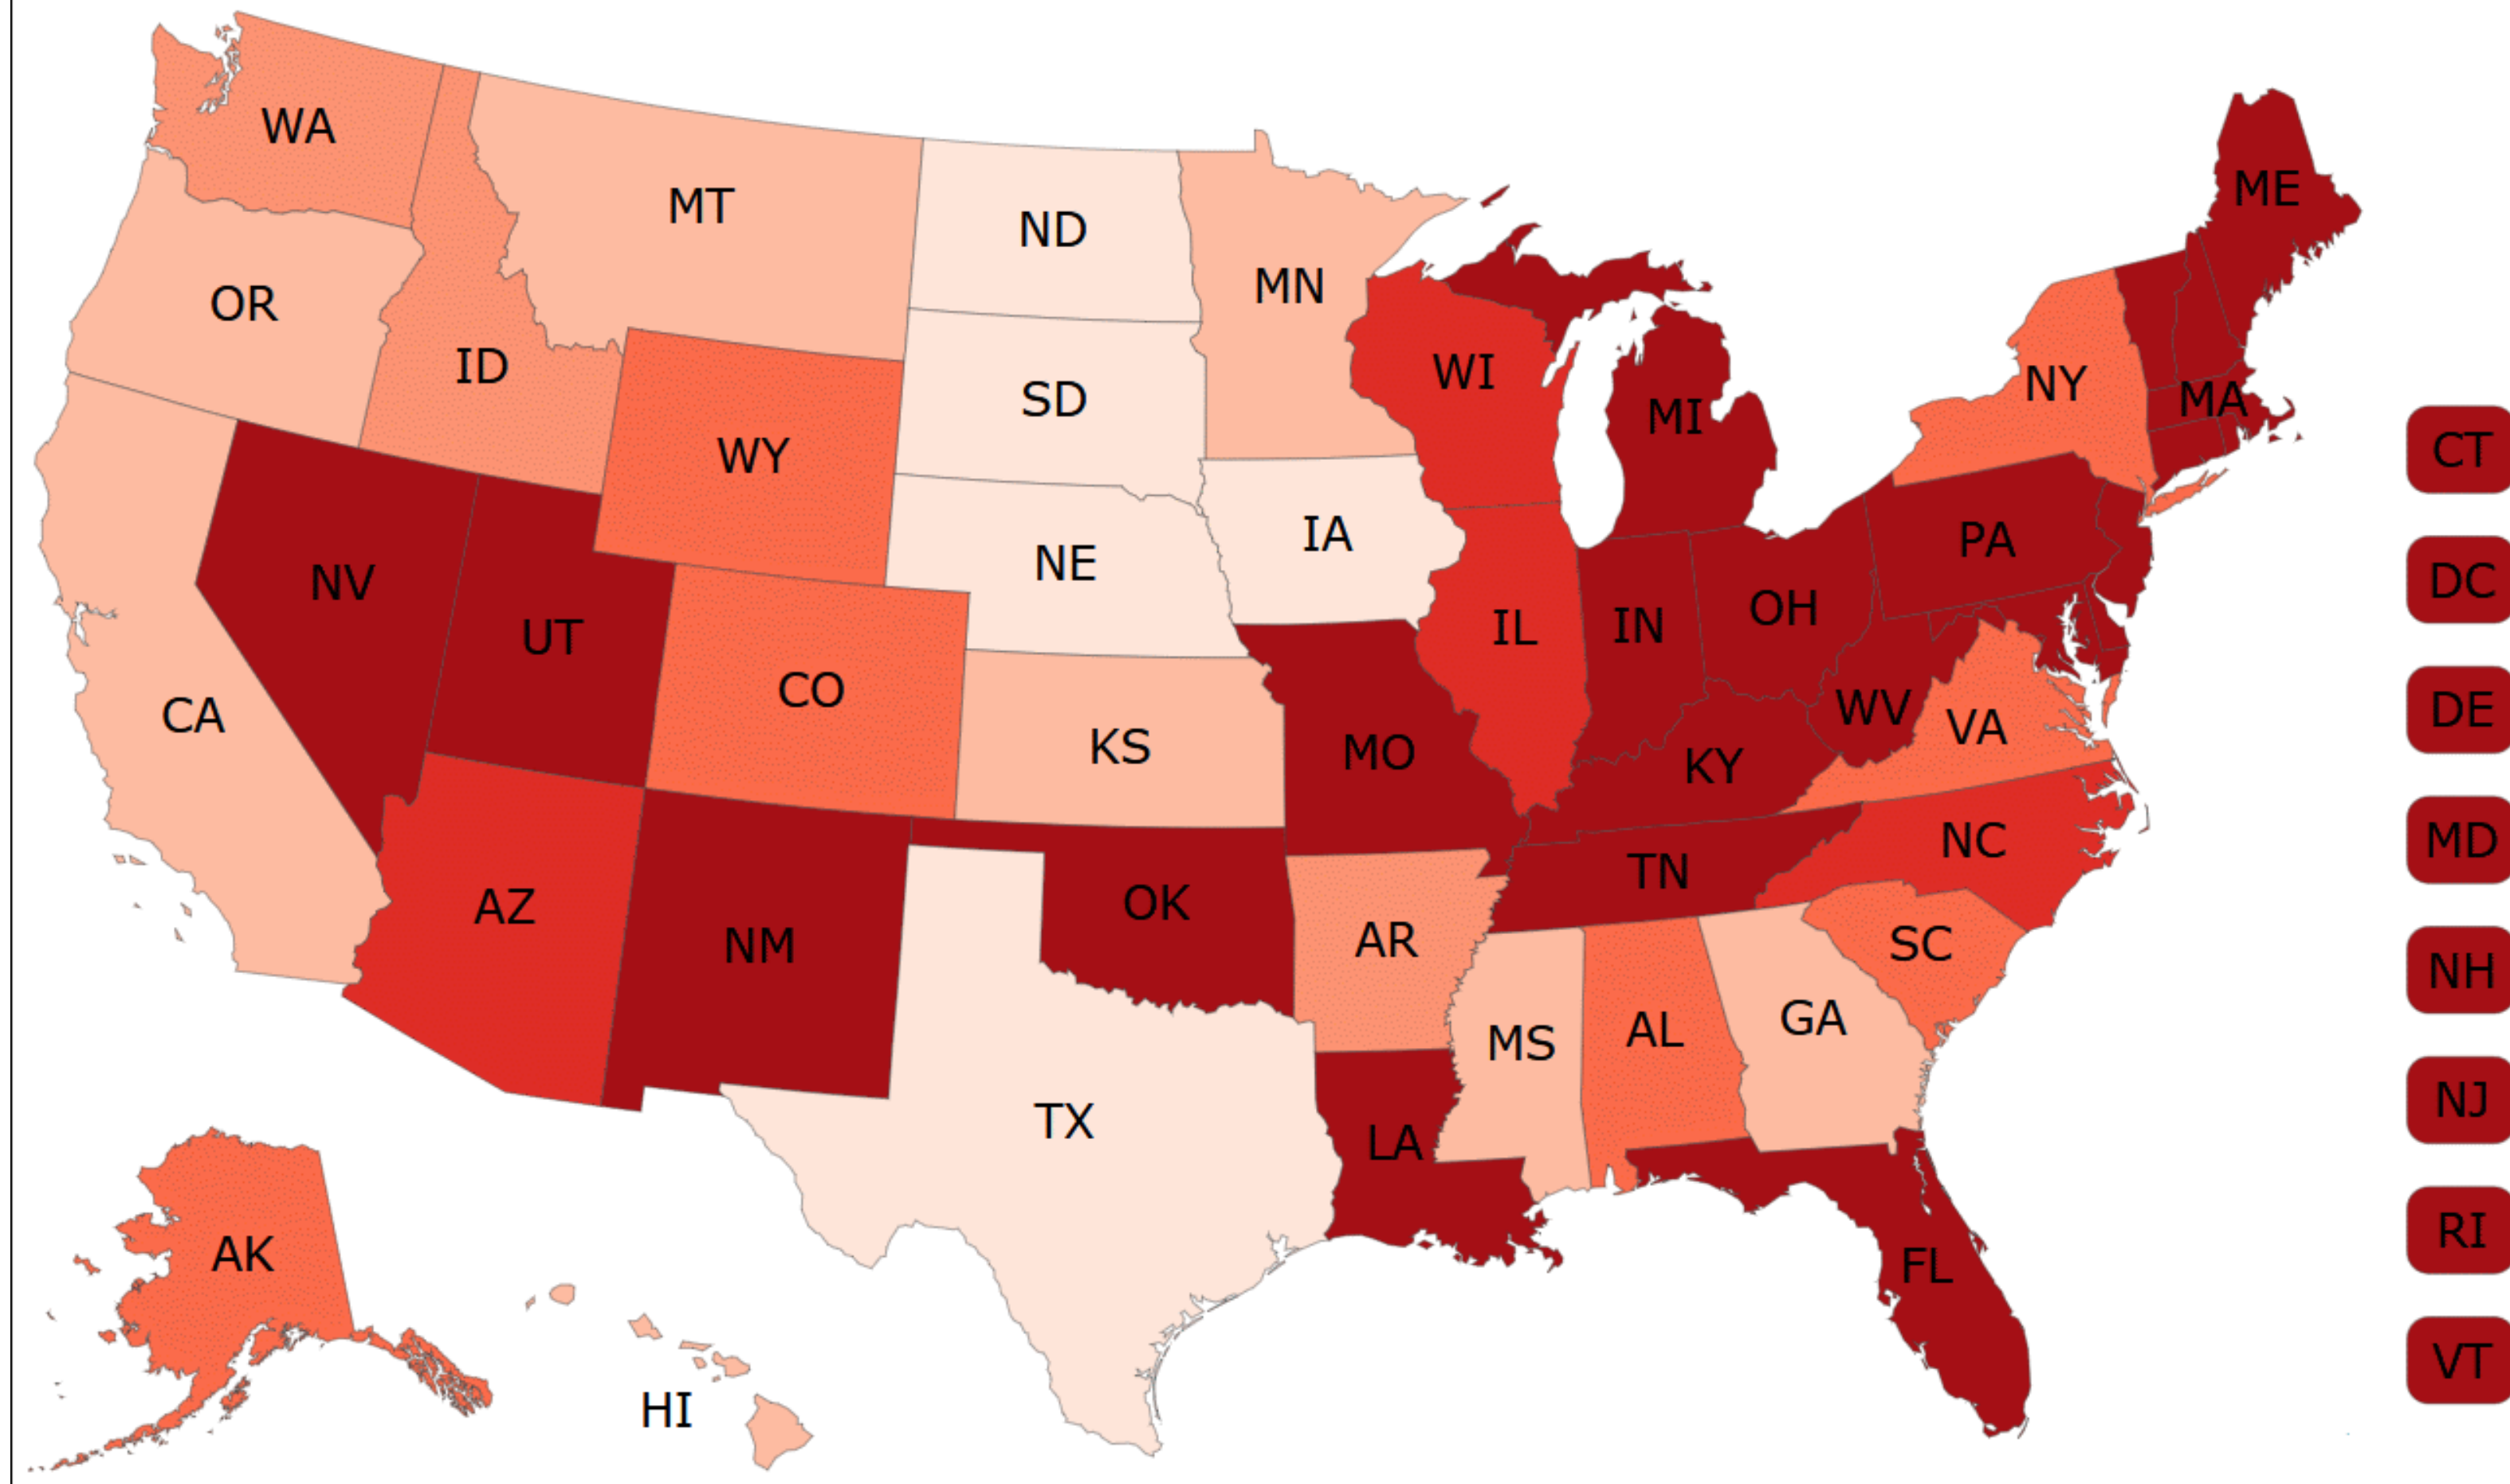 WA
MT
ND
MN
OR
ID
WY
SD
WI
MI
NY
ME
MA
NV
UT
CO
NE
IA
IL
IN
OH
PA
CA
KS
MO
KY
WV
VA
AZ
NM
OK
AR
TN
NC
SC
TX
LA
MS
AL
GA
FL
AK
HI
CT
DC
DE
MD
NH
NJ
RI
VT